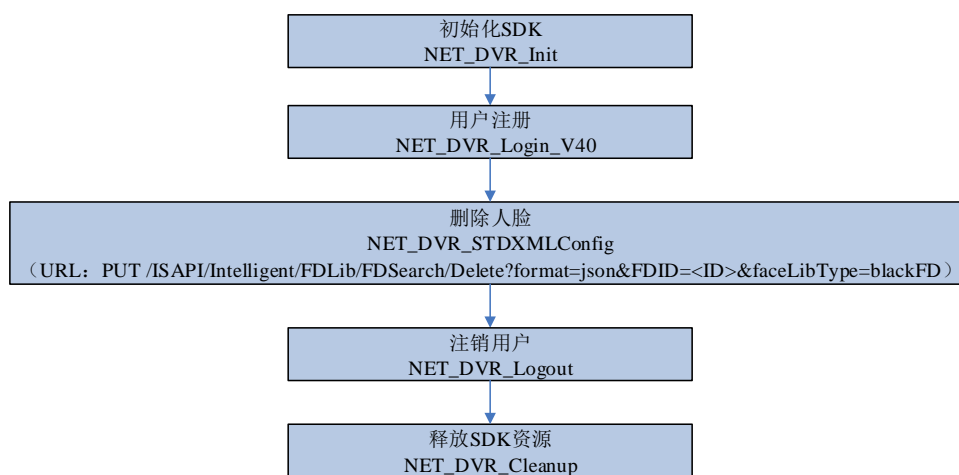 初始化SDK
NET_DVR_Init
用户注册
NET_DVR_Login_V40
删除人脸
NET_DVR_STDXMLConfig
（URL：PUT /ISAPI/Intelligent/FDLib/FDSearch/Delete?format=json&FDID=<ID>&faceLibType=blackFD）
注销用户
NET_DVR_Logout
释放SDK资源
NET_DVR_Cleanup